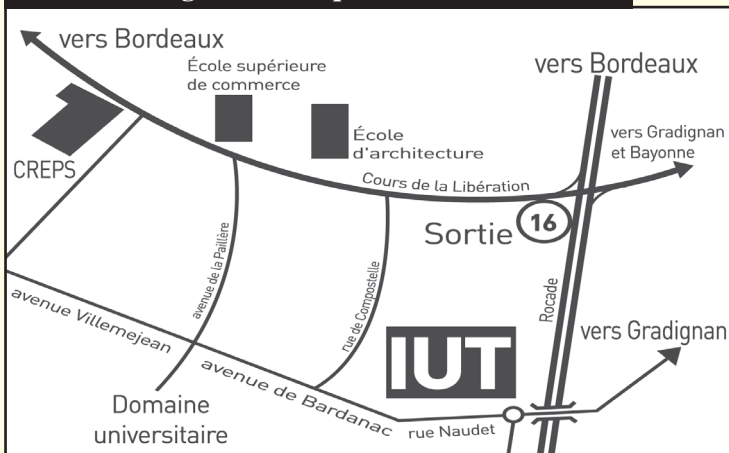 vers Bordeaux
École supérieure
de commerce
vers Bordeaux
École
d'architecture
vers Gradignan
et Bayonne
CREPS
Cours de la Libération
Sortie 16
avenue de la Paillère
rue de Compostelle
Rocade
avenue Villemejean
IUT
vers Gradignan
avenue de Bardanac
Domaine
universitaire
rue Naudet